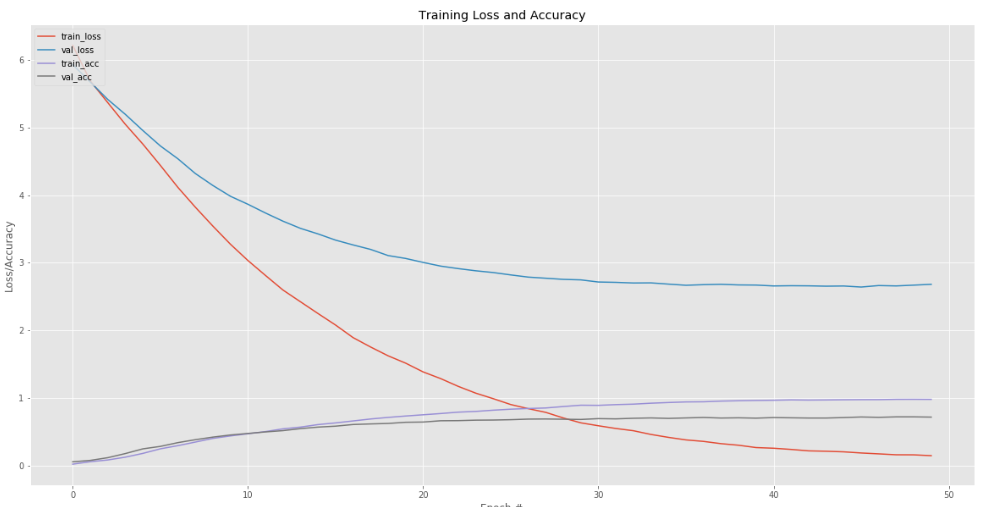 Training Loss and Accuracy
train_loss
val_loss
train_acc
val_acc
Loss/Accuracy
6
5
4
3
2
1
0
0 10 20 30 40 50
Epoch #